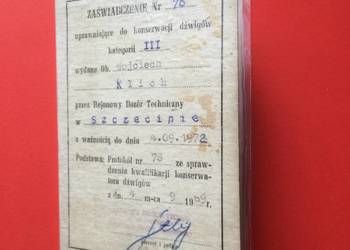 ZAŚWIADCZENIE Nr 78
uprawniające do konserwacji dźwigów
kategorii III
wydane Ob. Wojciech
Klich
przez Rejonowy Dozór Techniczny
w Szczecinie
z ważnością do dnia 4.09.1972
Podstawa: Protokół nr 78 ze spraw-
dzenia kwalifikacji konserwa-
tora dźwigów
z dn. 4 m-ca 9 1969